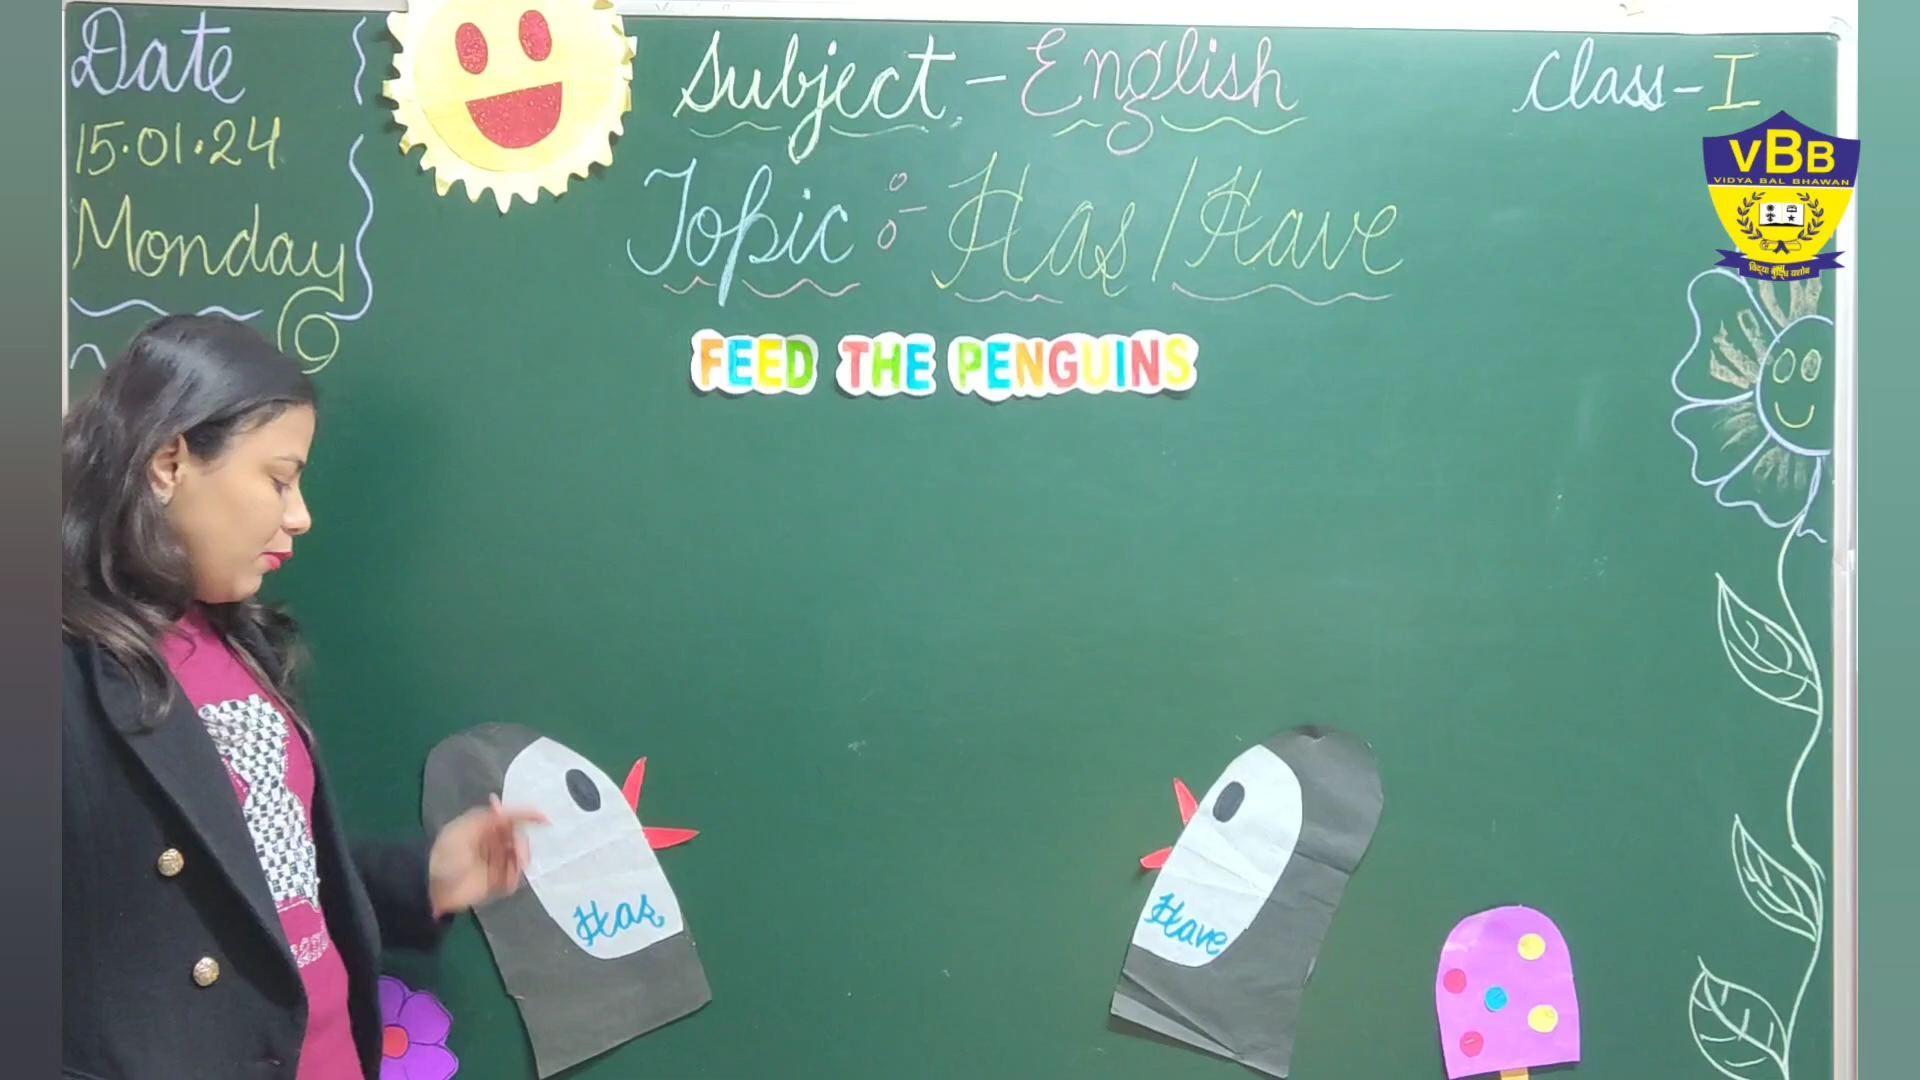 Date
15.01.24
Monday
Subject - English
Class - I
Topic :- Has/Have
FEED THE PENGUINS
Has
Have
VBB
VIDYA BAL BHAWAN